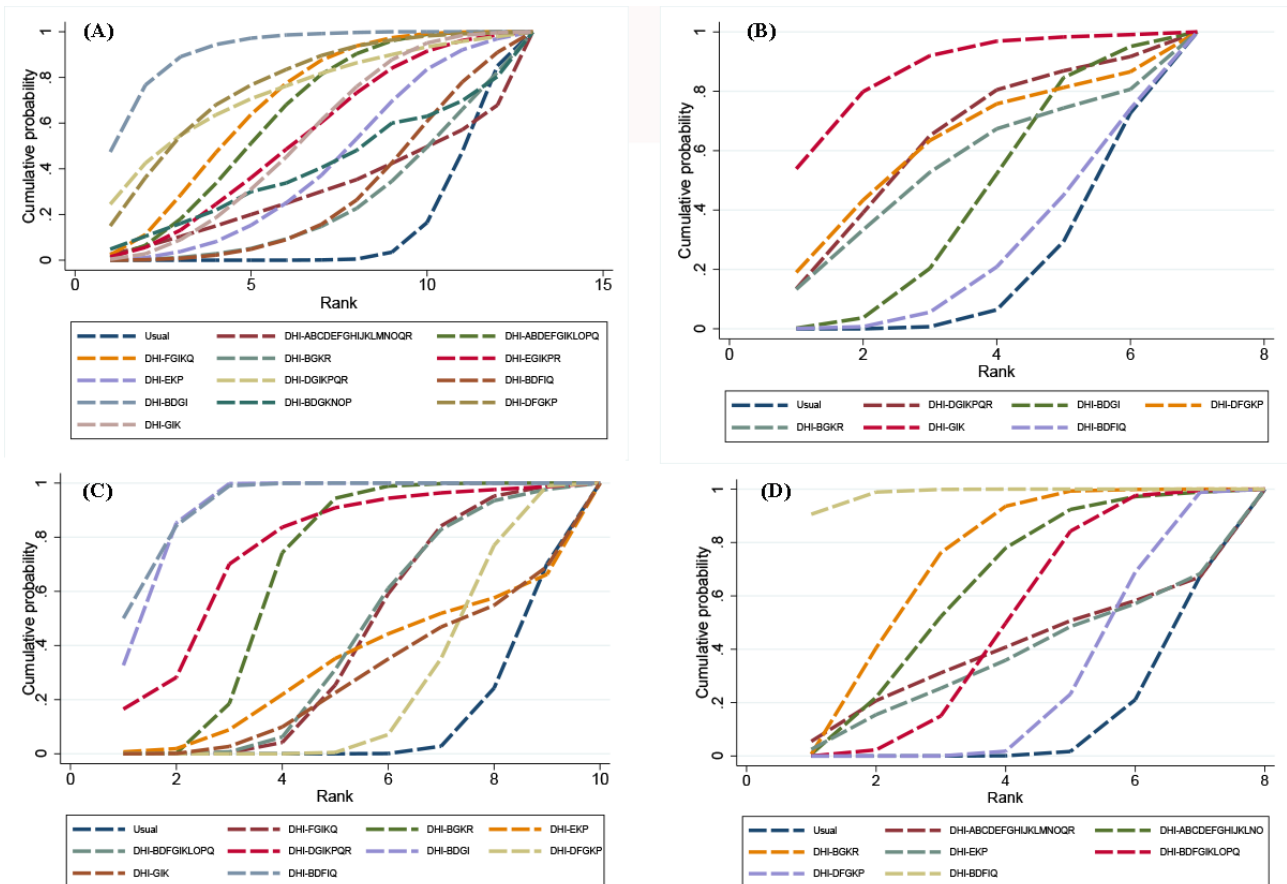 (A)
Cumulative probability
1
.8
.6
.4
.2
0
0 5 10 15
Rank
Usual DHI-ABCDEFGHIJKLMNOQR DHI-ABDEFGIKLOPQ
DHI-FGIKQ DHI-BGKR DHI-EGIKPR
DHI-EKP DHI-DGIKPQR DHI-BDFIQ
DHI-BDGI DHI-BDGKNOP DHI-DFGKP
DHI-GIK
(B)
Cumulative probability
1
.8
.6
.4
.2
0
0 2 4 6 8
Rank
Usual DHI-DGIKPQR DHI-BDGI DHI-DFGKP
DHI-BGKR DHI-GIK DHI-BDFIQ
(C)
Cumulative probability
1
.8
.6
.4
.2
0
0 2 4 6 8 10
Rank
Usual DHI-FGIKQ DHI-BGKR DHI-EKP
DHI-BDFGIKLOPQ DHI-DGIKPQR DHI-BDGI DHI-DFGKP
DHI-GIK DHI-BDFIQ
(D)
Cumulative probability
1
.8
.6
.4
.2
0
0 2 4 6 8
Rank
Usual DHI-ABCDEFGHIJKLMNOQR DHI-ABCDEFGHIJKLNO
DHI-BGKR DHI-EKP DHI-BDFGIKLOPQ
DHI-DFGKP DHI-BDFIQ